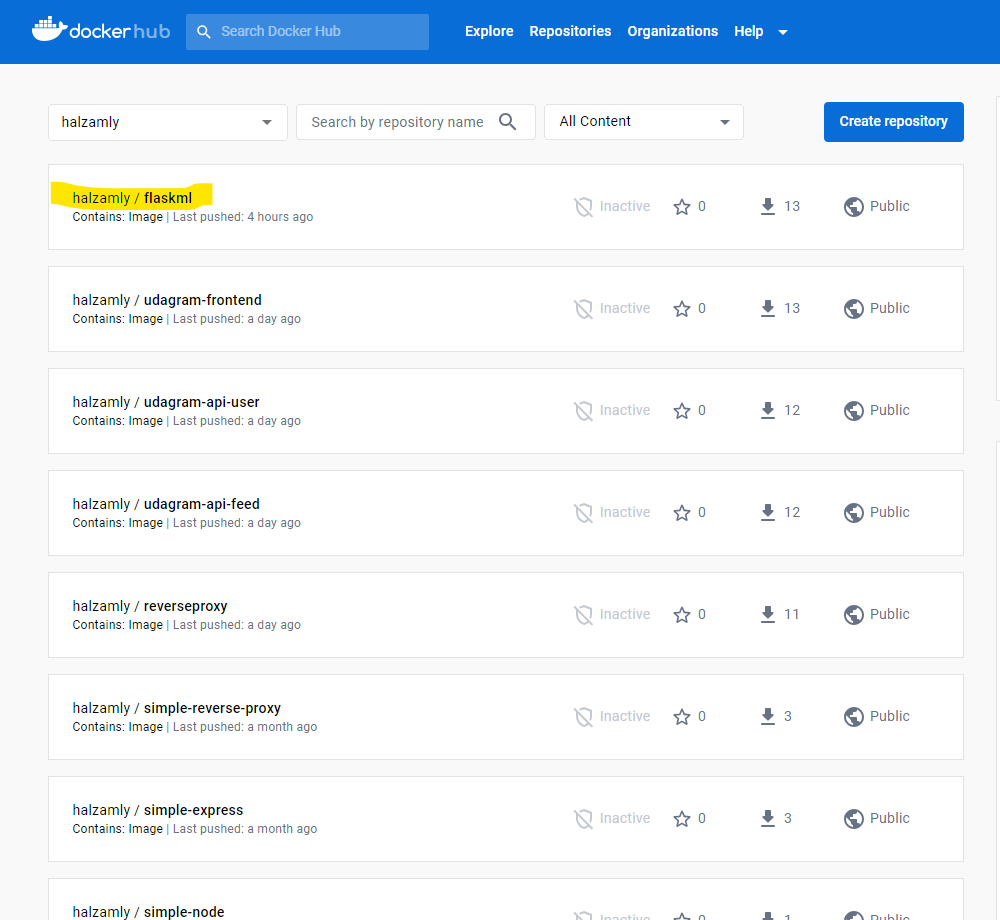 dockerhub
Search Docker Hub
Explore Repositories Organizations Help
halzamly
Search by repository name
All Content
Create repository
halzamly / flaskml
Contains: Image | Last pushed: 4 hours ago
Inactive 0 13 Public
halzamly / udagram-frontend
Contains: Image | Last pushed: a day ago
Inactive 0 13 Public
halzamly / udagram-api-user
Contains: Image | Last pushed: a day ago
Inactive 0 12 Public
halzamly / udagram-api-feed
Contains: Image | Last pushed: a day ago
Inactive 0 12 Public
halzamly / reverseproxy
Contains: Image | Last pushed: a day ago
Inactive 0 11 Public
halzamly / simple-reverse-proxy
Contains: Image | Last pushed: a month ago
Inactive 0 3 Public
halzamly / simple-express
Contains: Image | Last pushed: a month ago
Inactive 0 3 Public
halzamly / simple-node
Inactive 0 1 Public